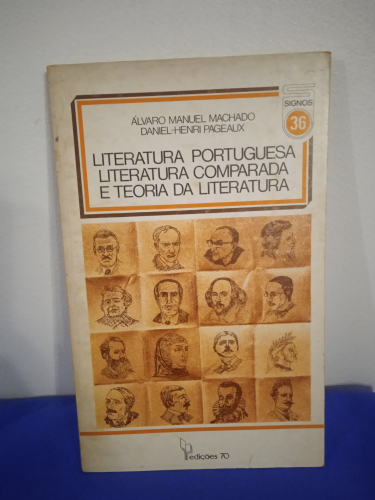 ÁLVARO MANUEL MACHADO
DANIEL-HENRI PAGEAUX
SIGNOS
36
LITERATURA PORTUGUESA
LITERATURA COMPARADA
E TEORIA DA LITERATURA
edições 70